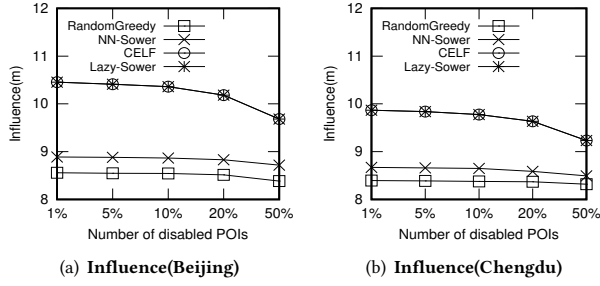 12
11
10
9
8
Influence(m)
RandomGreedy
NN-Sower
CELF
Lazy-Sower
1% 5% 10% 20% 50%
Number of disabled POIs
(a) Influence(Beijing)
12
11
10
9
8
Influence(m)
RandomGreedy
NN-Sower
CELF
Lazy-Sower
1% 5% 10% 20% 50%
Number of disabled POIs
(b) Influence(Chengdu)